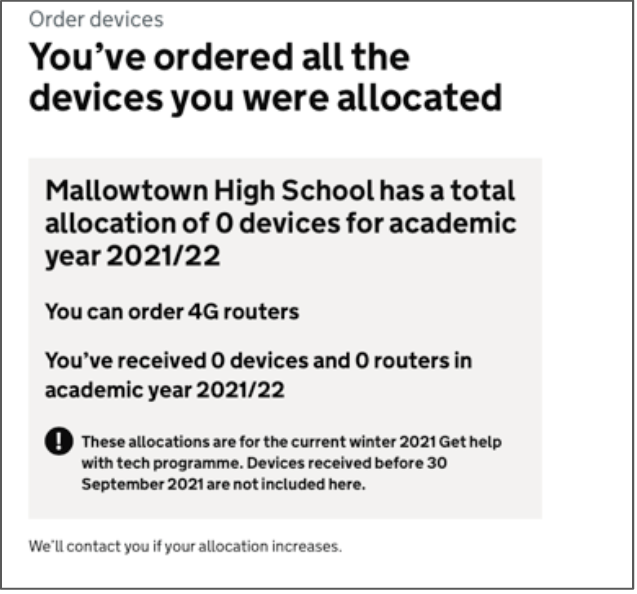 Order devices
You’ve ordered all the
devices you were allocated
Mallowtown High School has a total
allocation of 0 devices for academic
year 2021/22
You can order 4G routers
You’ve received 0 devices and 0 routers in
academic year 2021/22
! These allocations are for the current winter 2021 Get help
with tech programme. Devices received before 30
September 2021 are not included here.
We’ll contact you if your allocation increases.